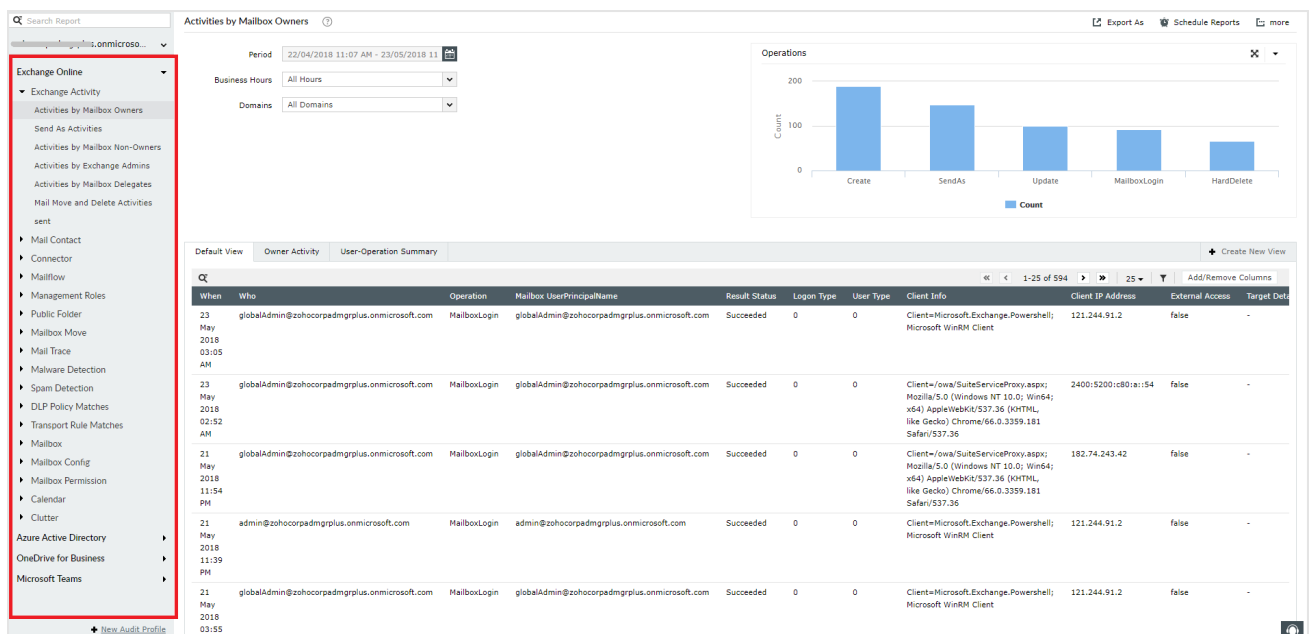 Search Report
.onmicroso...
Exchange Online
Exchange Activity
Activities by Mailbox Owners
Send As Activities
Activities by Mailbox Non-Owners
Activities by Exchange Admins
Activities by Mailbox Delegates
Mail Move and Delete Activities
sent
Mail Contact
Connector
Mailflow
Management Roles
Public Folder
Mailbox Move
Mail Trace
Malware Detection
Spam Detection
DLP Policy Matches
Transport Rule Matches
Mailbox
Mailbox Config
Mailbox Permission
Calendar
Clutter
Azure Active Directory
OneDrive for Business
Microsoft Teams
New Audit Profile
Activities by Mailbox Owners ?
Export As Schedule Reports more
Period 22/04/2018 11:07 AM - 23/05/2018 11
Business Hours All Hours
Domains All Domains
Operations
200
100
0
Count
Create SendAs Update MailboxLogin HardDelete
Count
Default View Owner Activity User-Operation Summary Create New View
1-25 of 594 25 Add/Remove Columns
When Who Operation Mailbox UserPrincipalName Result Status Logon Type User Type Client Info Client IP Address External Access Target Deta
23 globalAdmin@zohocorpadmgrplus.onmicrosoft.com MailboxLogin globalAdmin@zohocorpadmgrplus.onmicrosoft.com Succeeded 0 0 Client=Microsoft.Exchange.Powershell; 121.244.91.2 false -
May Microsoft WinRM Client
2018
03:05
AM
23 globalAdmin@zohocorpadmgrplus.onmicrosoft.com MailboxLogin globalAdmin@zohocorpadmgrplus.onmicrosoft.com Succeeded 0 0 Client=/owa/SuiteServiceProxy.aspx; 2400:5200:c80:a::54 false -
May Mozilla/5.0 (Windows NT 10.0; Win64;
2018 x64) AppleWebKit/537.36 (KHTML,
02:52 like Gecko) Chrome/66.0.3359.181
AM Safari/537.36
21 globalAdmin@zohocorpadmgrplus.onmicrosoft.com MailboxLogin globalAdmin@zohocorpadmgrplus.onmicrosoft.com Succeeded 0 0 Client=/owa/SuiteServiceProxy.aspx; 182.74.243.42 false -
May Mozilla/5.0 (Windows NT 10.0; Win64;
2018 x64) AppleWebKit/537.36 (KHTML,
11:54 like Gecko) Chrome/66.0.3359.181
PM Safari/537.36
21 admin@zohocorpadmgrplus.onmicrosoft.com MailboxLogin admin@zohocorpadmgrplus.onmicrosoft.com Succeeded 0 0 Client=Microsoft.Exchange.Powershell; 121.244.91.2 false -
May Microsoft WinRM Client
2018
11:39
PM
21 globalAdmin@zohocorpadmgrplus.onmicrosoft.com MailboxLogin globalAdmin@zohocorpadmgrplus.onmicrosoft.com Succeeded 0 0 Client=Microsoft.Exchange.Powershell; 121.244.91.2 false -
May Microsoft WinRM Client
2018
03:55